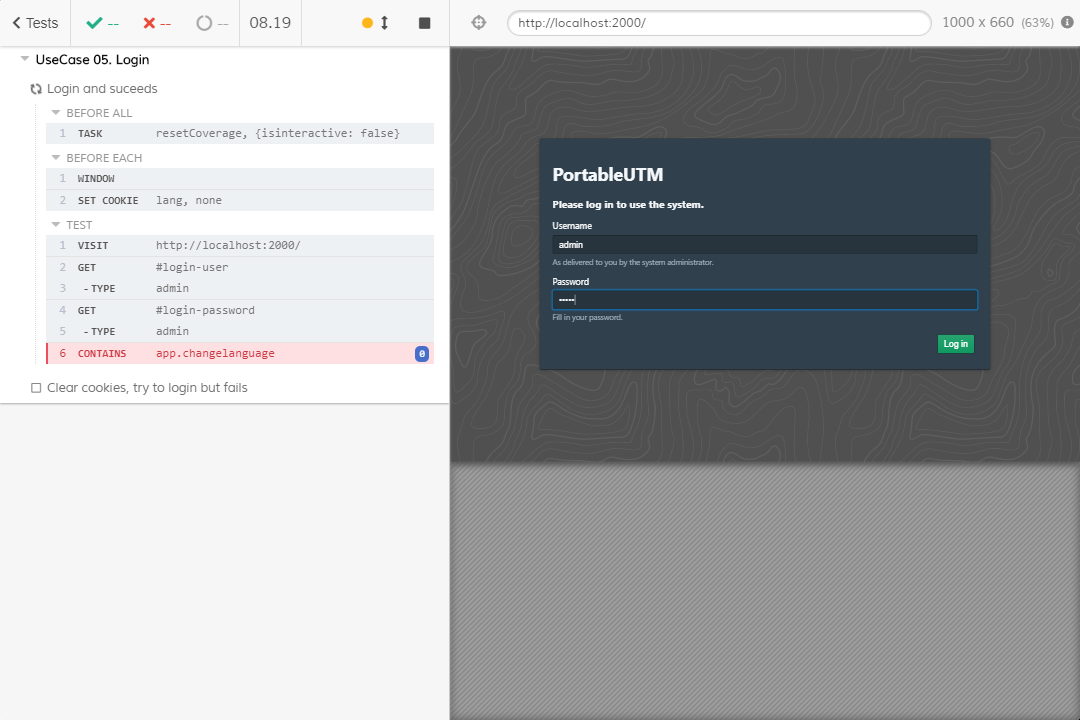 Tests
--
--
--
08.19
http://localhost:2000/
1000 x 660 (63%)
UseCase 05. Login
Login and suceeds
BEFORE ALL
1 TASK resetCoverage, {isinteractive: false}
BEFORE EACH
1 WINDOW
2 SET COOKIE lang, none
TEST
1 VISIT http://localhost:2000/
2 GET #login-user
3 -TYPE admin
4 GET #login-password
5 -TYPE admin
6 CONTAINS app.changelanguage 0
Clear cookies, try to login but fails
PortableUTM
Please log in to use the system.
Username
admin
As delivered to you by the system administrator.
Password
-----
Fill in your password.
Log in